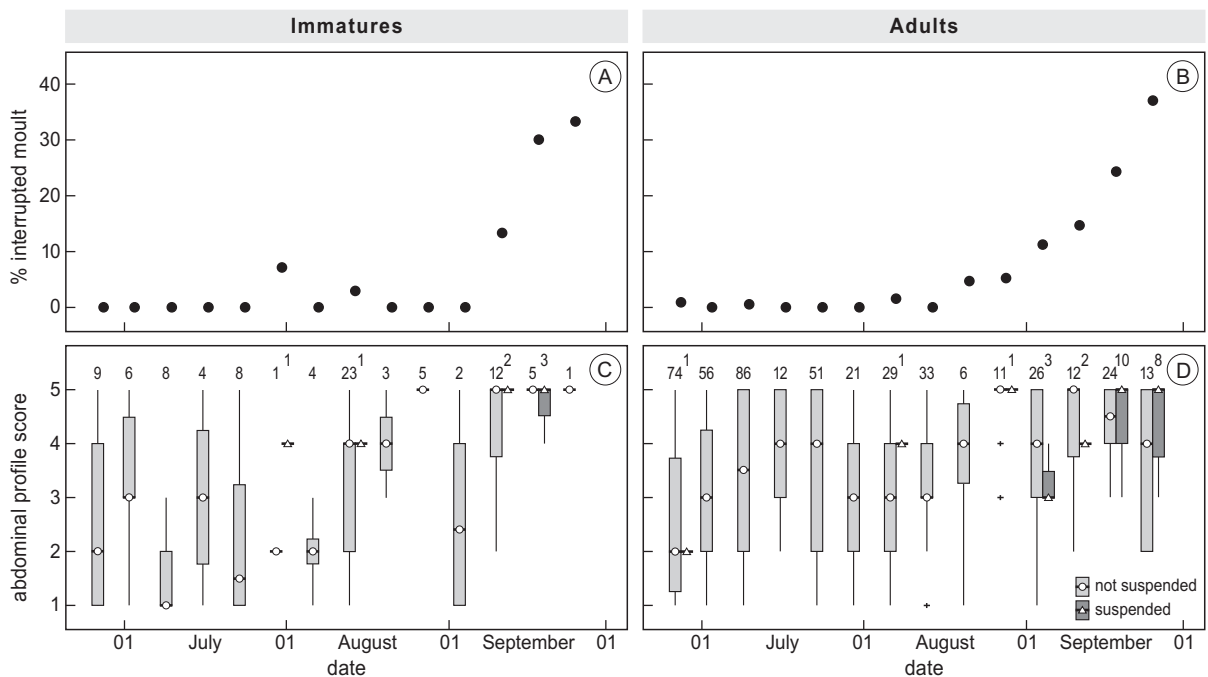 Immatures Adults
A B
40
30
20
10
0
% interrupted moult
9 6 8 4 8 1 1 4 23 1 3 5 2 12 2 5 3 1 C
74 1 56 86 12 51 21 29 1 33 6 11 1 26 3 12 2 24 10 13 8 D
5
4
3
2
1
abdominal profile score
not suspended
suspended
01 July 01 August 01 September 01
01 July 01 August 01 September 01
date date